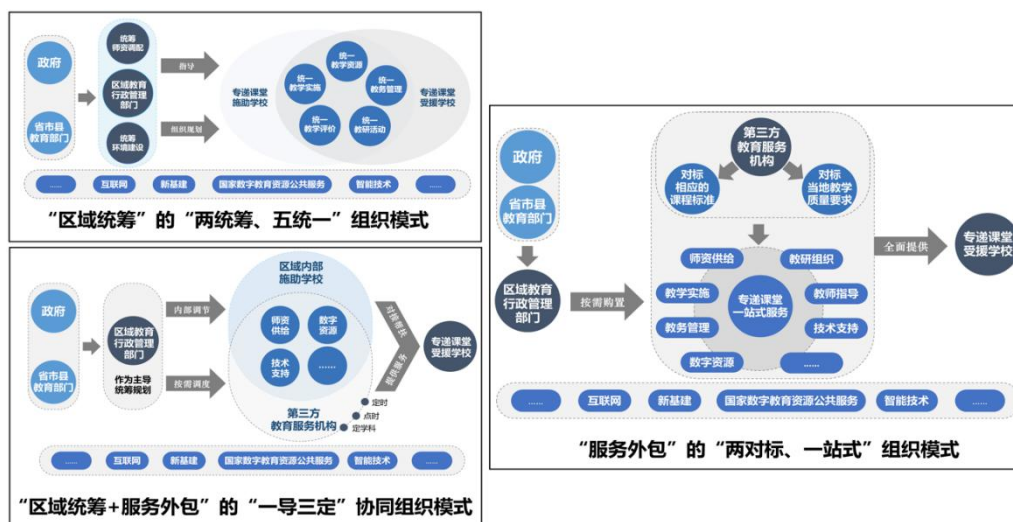 政府
省市县
教育部门
统筹
师资调配
区域教育
行政管理
部门
统筹
环境建设
指导
组织规划
专递课堂
施助学校
统一
教学资源
统一
教学实施
统一
教务管理
统一
教学评价
统一
教研活动
专递课堂
受援学校
......
互联网
新基建
国家数字教育资源公共服务
智能技术
......
“区域统筹”的“两统筹、五统一”组织模式
政府
省市县
教育部门
区域教育
行政管理
部门
作为主导
统筹规划
内部调节
按需调度
区域内部
施助学校
师资
供给
数字
资源
技术
支持
......
第三方
教育服务机构
定时
点时
定学科
对接帮扶
提供服务
专递课堂
受援学校
......
互联网
新基建
国家数字教育资源公共服务
智能技术
......
“区域统筹+服务外包”的“一导三定”协同组织模式
政府
省市县
教育部门
区域教育
行政管理
部门
按需购置
第三方
教育服务
机构
对标
相应的
课程标准
对标
当地教学
质量要求
师资供给
教研组织
教学实施
教师指导
专递课堂
一站式服务
教务管理
技术支持
数字资源
......
全面提供
专递课堂
受援学校
......
互联网
新基建
国家数字教育资源公共服务
智能技术
......
“服务外包”的“两对标、一站式”组织模式